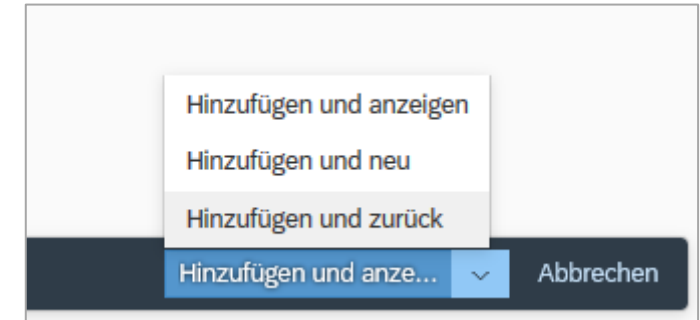 Hinzufügen und anzeigen
Hinzufügen und neu
Hinzufügen und zurück
Hinzufügen und anze... Abbrechen